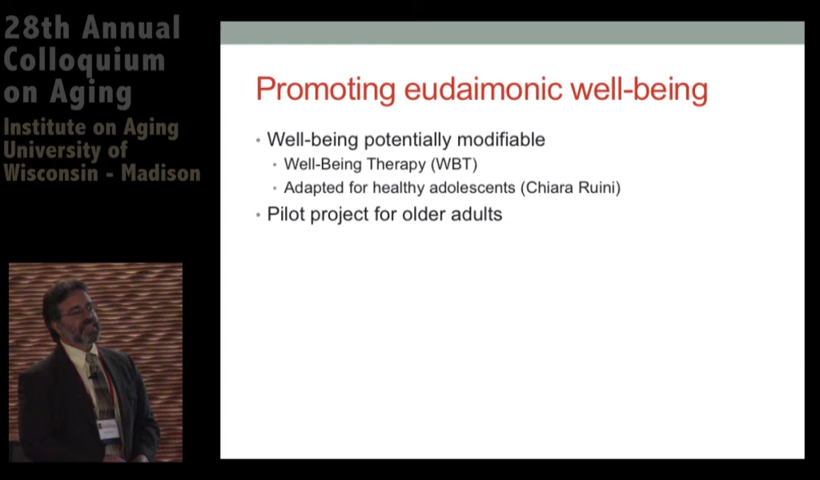 28th Annual
Colloquium
on Aging
Institute on Aging
University of
Wisconsin - Madison
Promoting eudaimonic well-being
• Well-being potentially modifiable
• Well-Being Therapy (WBT)
• Adapted for healthy adolescents (Chiara Ruini)
• Pilot project for older adults